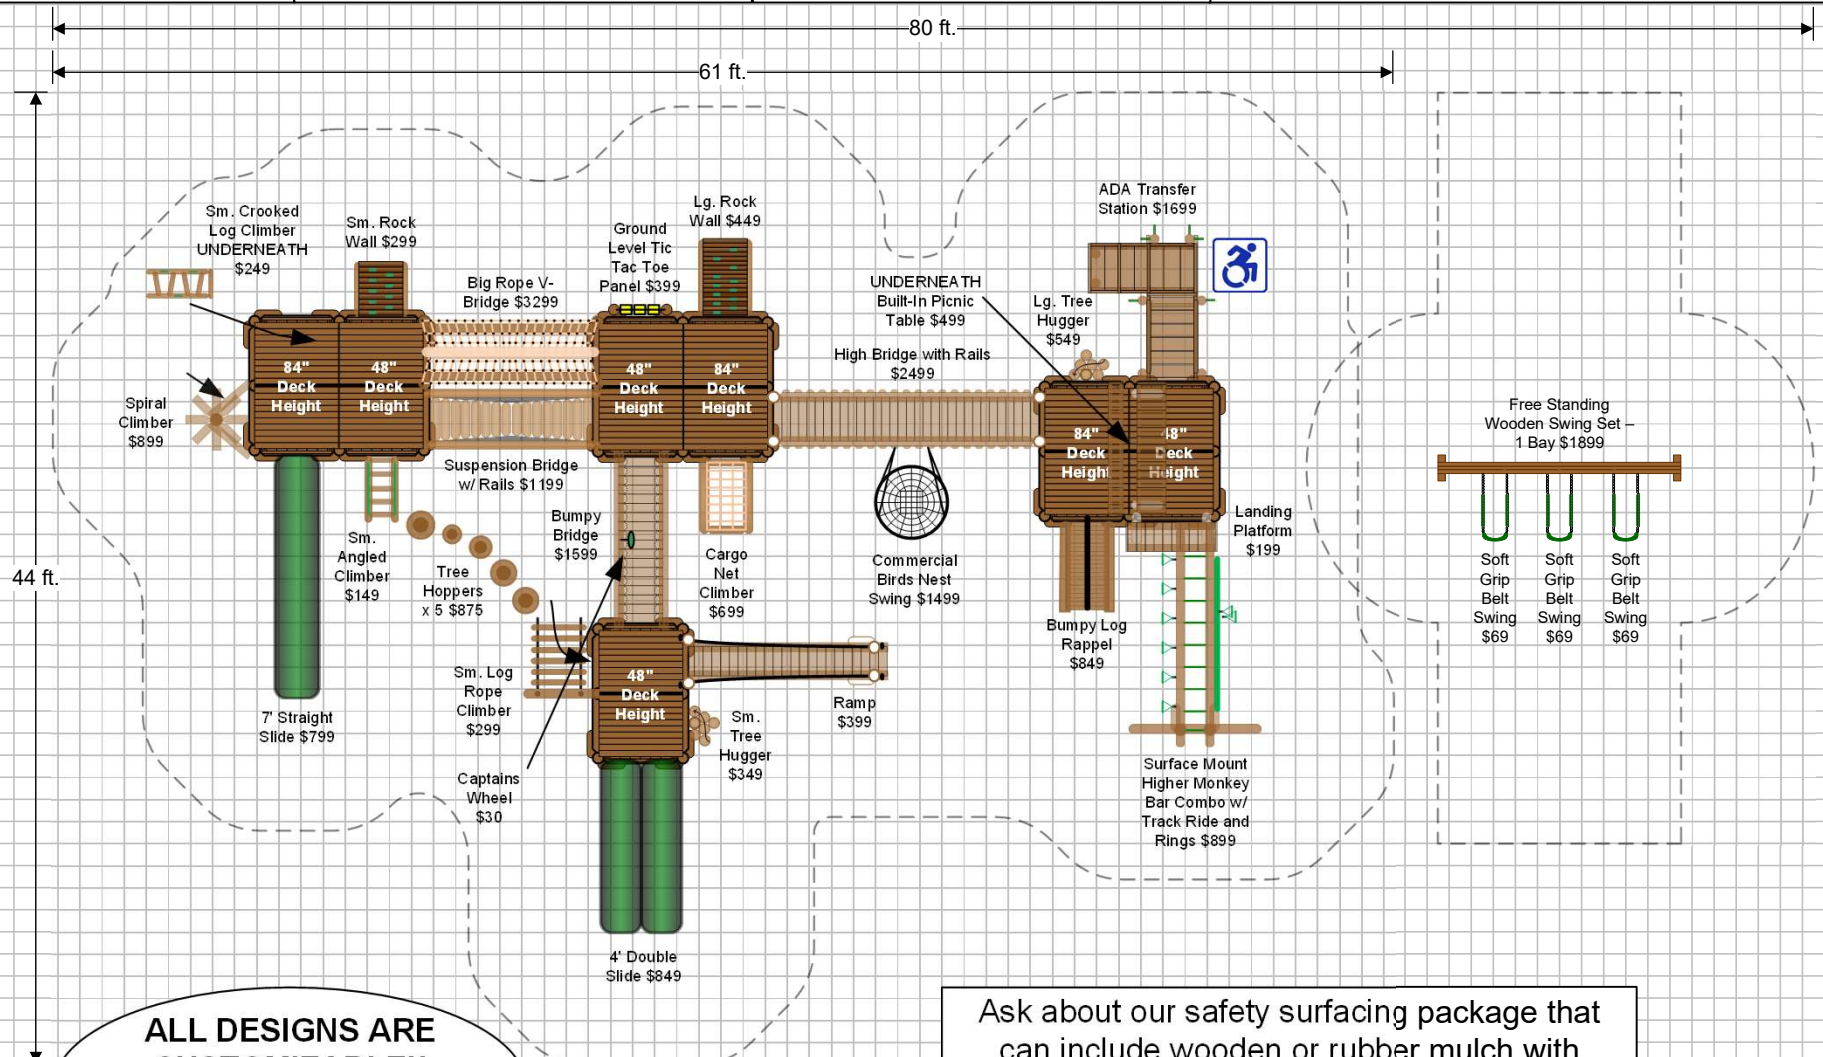 80 ft.
61 ft.
44 ft.
Sm. Crooked
Log Climber
UNDERNEATH
$249
Sm. Rock
Wall $299
Big Rope V-
Bridge $3299
Ground
Level Tic
Tac Toe
Panel $399
Lg. Rock
Wall $449
ADA Transfer
Station $1699
UNDERNEATH
Built-In Picnic
Table $499
Lg. Tree
Hugger
$549
High Bridge with Rails
$2499
84"
Deck
Height
48"
Deck
Height
48"
Deck
Height
84"
Deck
Height
84"
Deck
Height
48"
Deck
Height
Spiral
Climber
$899
Free Standing
Wooden Swing Set –
1 Bay $1899
Suspension Bridge
w/ Rails $1199
Sm.
Angled
Climber
$149
Tree
Hoppers
x 5 $875
Bumpy
Bridge
$1599
Cargo
Net
Climber
$699
Commercial
Birds Nest
Swing $1499
Landing
Platform
$199
Soft
Grip
Belt
Swing
$69
Soft
Grip
Belt
Swing
$69
Soft
Grip
Belt
Swing
$69
Bumpy Log
Rappel
$849
7' Straight
Slide $799
Sm. Log
Rope
Climber
$299
48"
Deck
Height
Sm.
Tree
Hugger
$349
Ramp
$399
Captains
Wheel
$30
Surface Mount
Higher Monkey
Bar Combo w/
Track Ride and
Rings $899
4' Double
Slide $849
ALL DESIGNS ARE
Ask about our safety surfacing package that
can include wooden or rubber mulch with